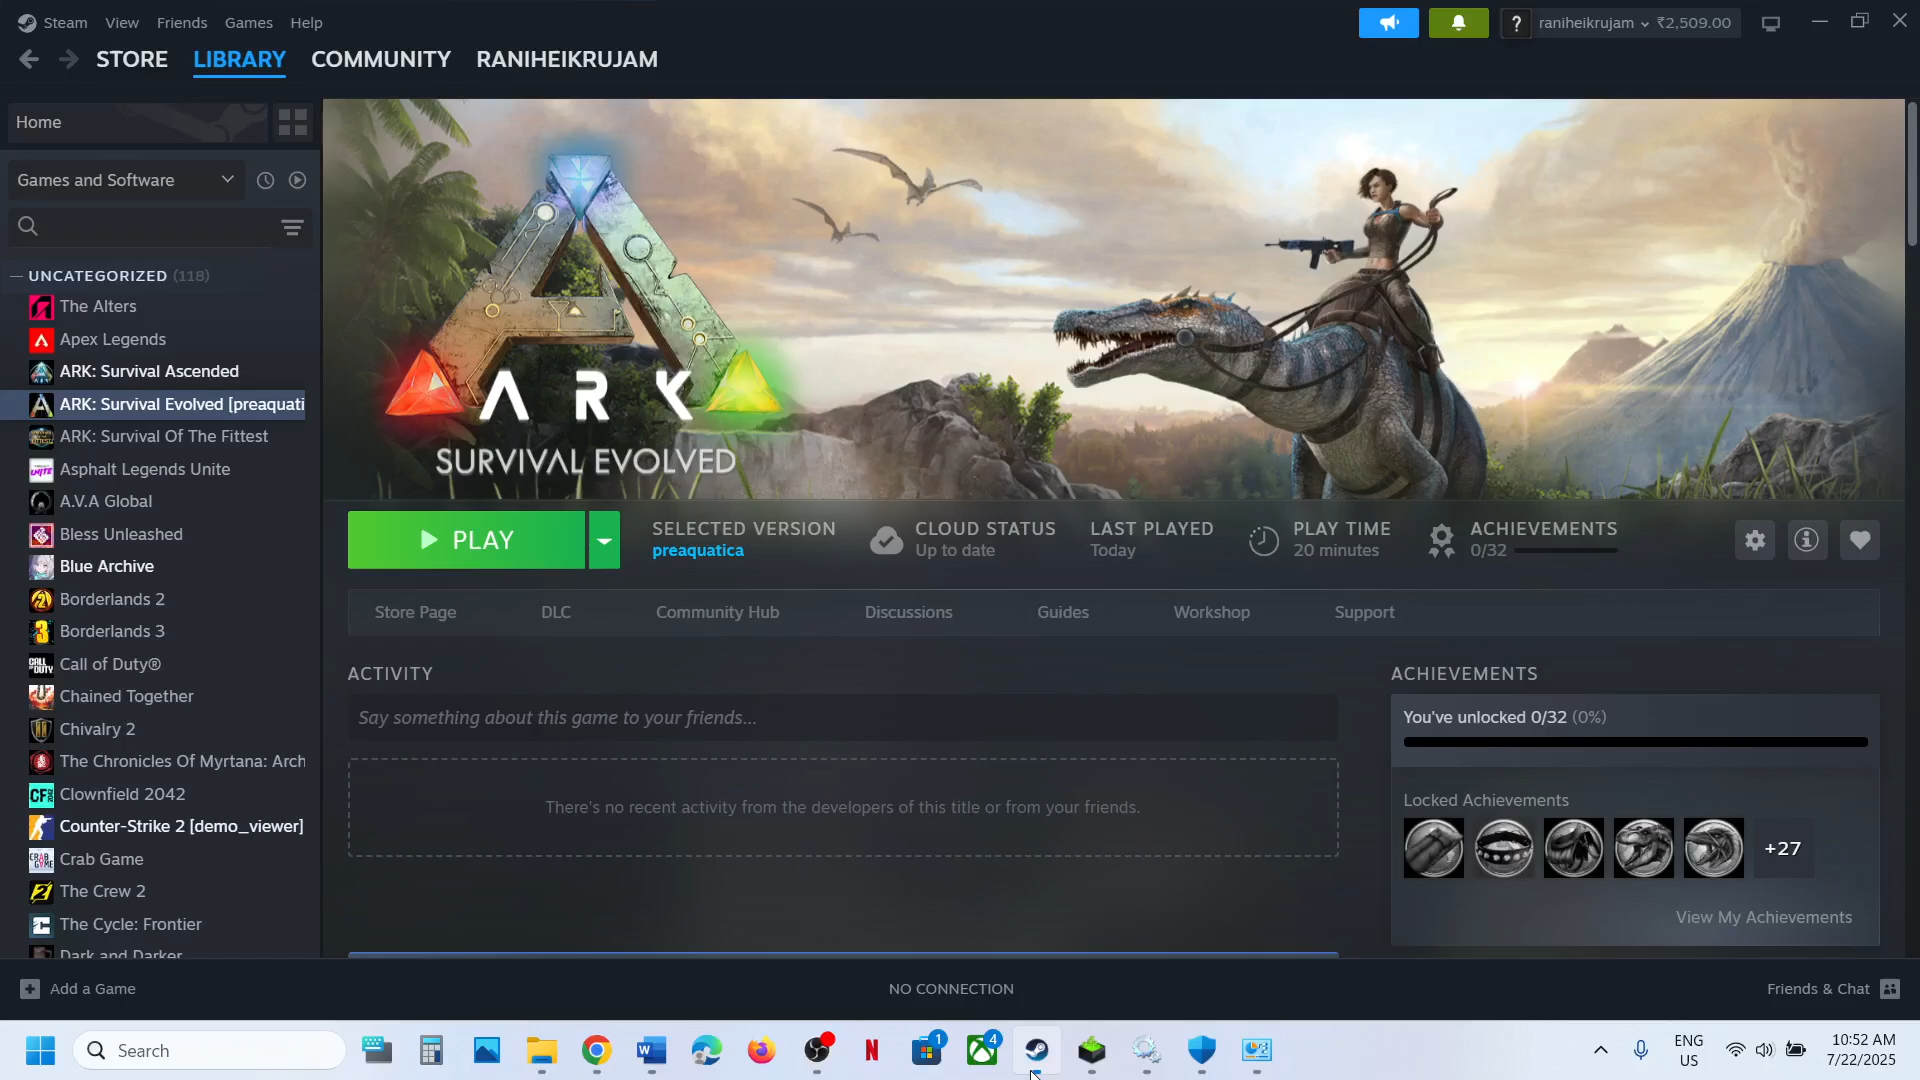 Steam View Friends Games Help
? raniheikrujam ₹2,509.00
STORE LIBRARY COMMUNITY RANIHEIKRUJAM
Home
Games and Software
UNCATEGORIZED (118)
The Alters
Apex Legends
ARK: Survival Ascended
ARK: Survival Evolved [preaquati
ARK: Survival Of The Fittest
Asphalt Legends Unite
A.V.A Global
Bless Unleashed
Blue Archive
Borderlands 2
Borderlands 3
Call of Duty®
Chained Together
Chivalry 2
The Chronicles Of Myrtana: Arch
Clownfield 2042
Counter-Strike 2 [demo_viewer]
Crab Game
The Crew 2
The Cycle: Frontier
Dark and Darker
ARK
SURVIVAL EVOLVED
PLAY
SELECTED VERSION
preaquatica
CLOUD STATUS
Up to date
LAST PLAYED
Today
PLAY TIME
20 minutes
ACHIEVEMENTS
0/32
Store Page DLC Community Hub Discussions Guides Workshop Support
ACTIVITY
Say something about this game to your friends...
There's no recent activity from the developers of this title or from your friends.
ACHIEVEMENTS
You've unlocked 0/32 (0%)
Locked Achievements
+27
View My Achievements
Add a Game
NO CONNECTION
Friends & Chat
Search
1
4
ENG
US
10:52 AM
7/22/2025